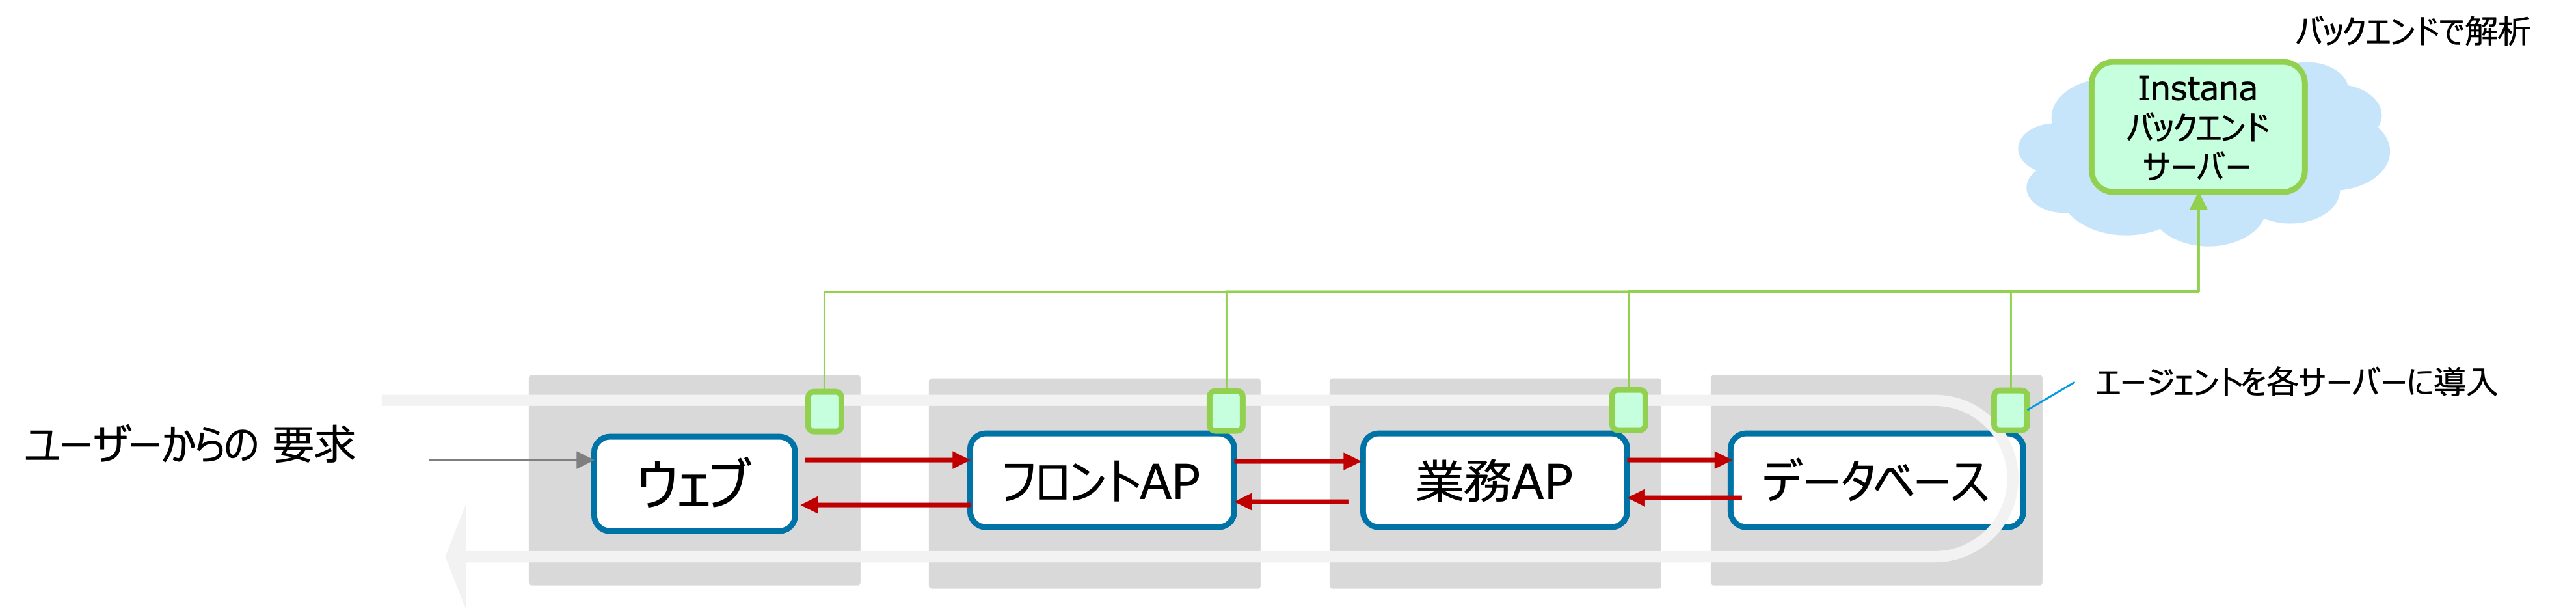 バックエンドで解析
Instana
バックエンド
サーバー
エージェントを各サーバーに導入
ユーザーからの 要求
ウェブ
フロントAP
業務AP
データベース